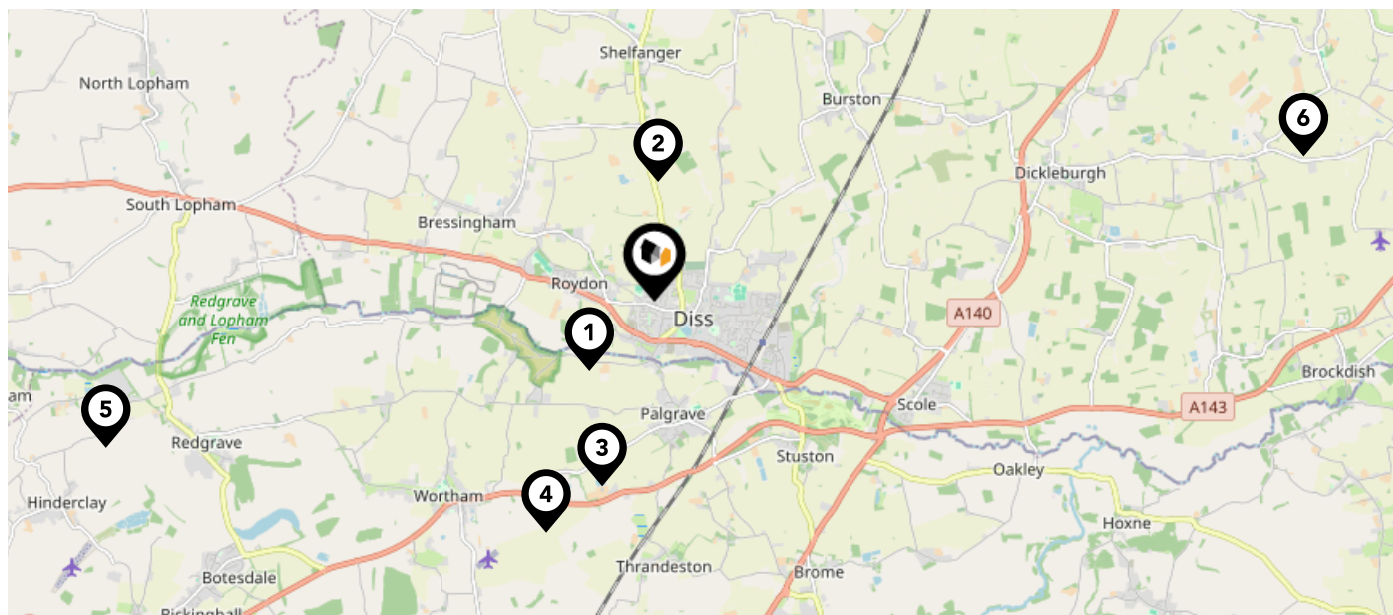 Shelfanger
North Lopham
Burston
6
2
Dickleburgh
South Lopham
Bressingham
Roydon
Redgrave
and Lopham
Fen
Diss
A140
1
Brockdish
am
5
Scole
A143
Palgrave
Redgrave
3
Stuston
Oakley
Wortham
4
Hinderclay
Hoxne
Thrandeston
Brome
Botesdale
Rickinghall